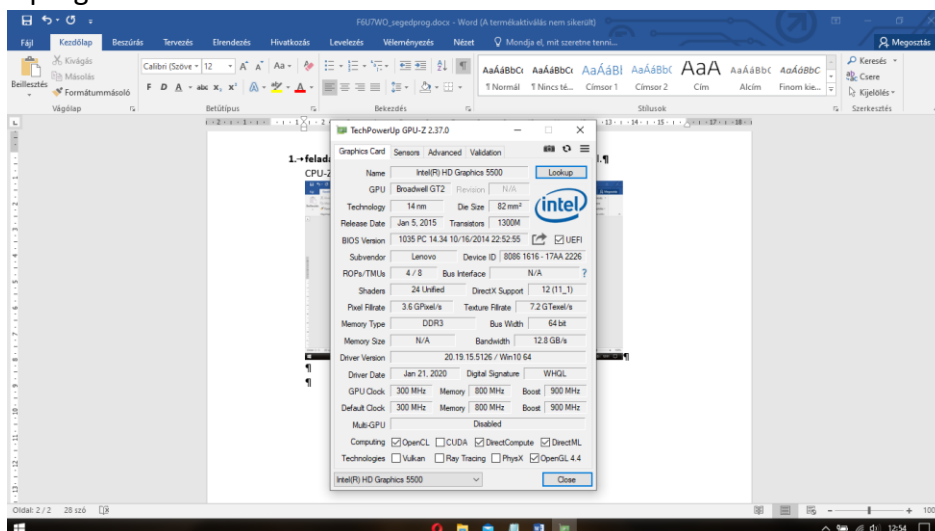 F6U7WO_segedprog.docx - Word (A termékaktiválás nem sikerült)
Fájl Kezdőlap Beszúrás Tervezés Elrendezés Hivatkozás Levelezés Véleményezés Nézet Mondja el, mit szeretne tenni... Megosztás
Beillesztés
Kivágás
Másolás
Formátummásoló
Vágólap
Calibri (Szöve 12
F D A abc x₂ x²
Betűtípus
Bekezdés
AaÁáBbCc AaÁáBbCc AaÁáBl AaÁáBb( AaA AaÁáBb( AaÁáBbC
1 Normál 1 Nincs té... Címsor 1 Címsor 2 Cím Alcím Finom kie...
Stílusok
Keresés
Csere
Kijelölés
Szerkesztés
1. felad
CPU-Z
TechPowerUp GPU-Z 2.37.0
Graphics Card Sensors Advanced Validation
Name Intel(R) HD Graphics 5500 Lookup
GPU Broadwell GT2 Revision N/A
intel
Technology 14 nm Die Size 82 mm²
Release Date Jan 5, 2015 Transistors 1300M
BIOS Version 1035 PC 14.34 10/16/2014 22:52:55 UEFI
Subvendor Lenovo Device ID 8086 1616 - 17AA 2226
ROPs/TMUs 4 / 8 Bus Interface N/A ?
Shaders 24 Unified DirectX Support 12 (11_1)
Pixel Fillrate 3.6 GPixel/s Texture Fillrate 7.2 GTexel/s
Memory Type DDR3 Bus Width 64 bit
Memory Size N/A Bandwidth 12.8 GB/s
Driver Version 20.19.15.5126 / Win10 64
Driver Date Jan 21, 2020 Digital Signature WHQL
GPU Clock 300 MHz Memory 800 MHz Boost 900 MHz
Default Clock 300 MHz Memory 800 MHz Boost 900 MHz
Multi-GPU Disabled
Computing OpenCL CUDA DirectCompute DirectML
Technologies Vulkan Ray Tracing PhysX OpenGL 4.4
Intel(R) HD Graphics 5500 Close
Oldal: 2 / 2 28 szó
100
12:54